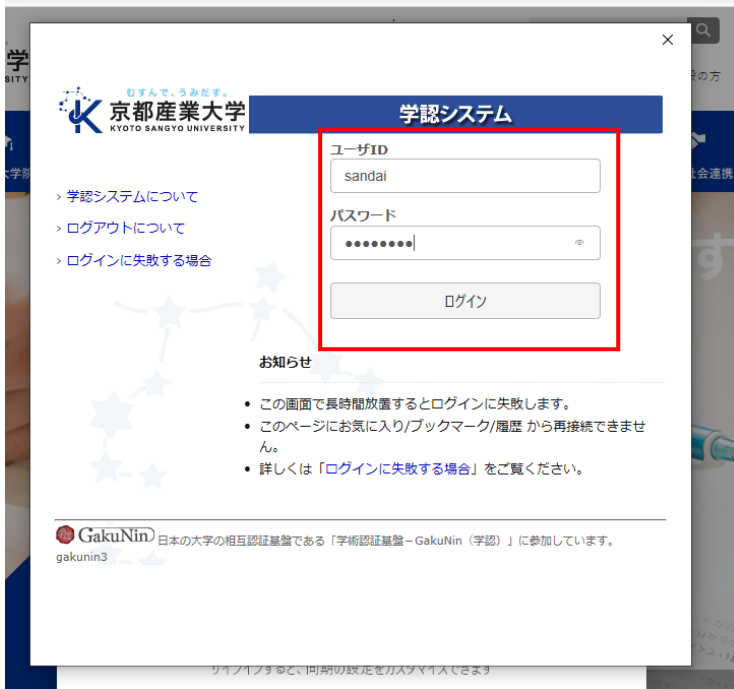 ×
学
SITY
の方
むすんで、うみだす。
京都産業大学
KYOTO SANGYO UNIVERSITY
学認システム
大学院
社会連携
ユーザID
sandai
› 学認システムについて
パスワード
› ログアウトについて
●●●●●●●●
› ログインに失敗する場合
す
ログイン
お知らせ
• この画面で長時間放置するとログインに失敗します。
• このページにお気に入り/ブックマーク/履歴 から再接続できませ
ん。
• 詳しくは「ログインに失敗する場合」をご覧ください。
GakuNin 日本の大学の相互認証基盤である「学術認証基盤－GakuNin（学認）」に参加しています。
gakunin3